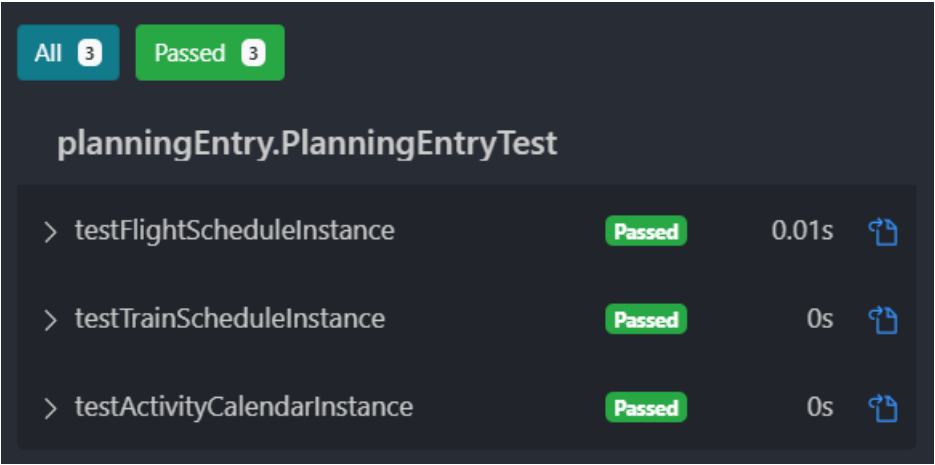 All 3 Passed 3
planningEntry.PlanningEntryTest
testFlightScheduleInstance Passed 0.01s
testTrainScheduleInstance Passed 0s
testActivityCalendarInstance Passed 0s